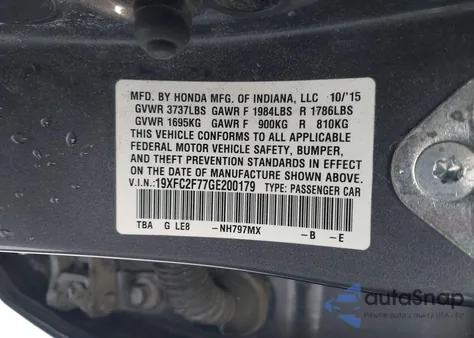 MFD. BY HONDA MFG. OF INDIANA, LLC 10/'15
GVWR 3737LBS GAWR F 1984LBS R 1786LBS
GVWR 1695KG GAWR F 900KG R 810KG
THIS VEHICLE CONFORMS TO ALL APPLICABLE
FEDERAL MOTOR VEHICLE SAFETY, BUMPER,
AND THEFT PREVENTION STANDARDS IN EFFECT
ON THE DATE OF MANUFACTURE SHOWN ABOVE.
V.I.N.: 19XFC2F77GE200179 TYPE: PASSENGER CAR
TBA G LE8 -NH797MX -B -E
autoSnap